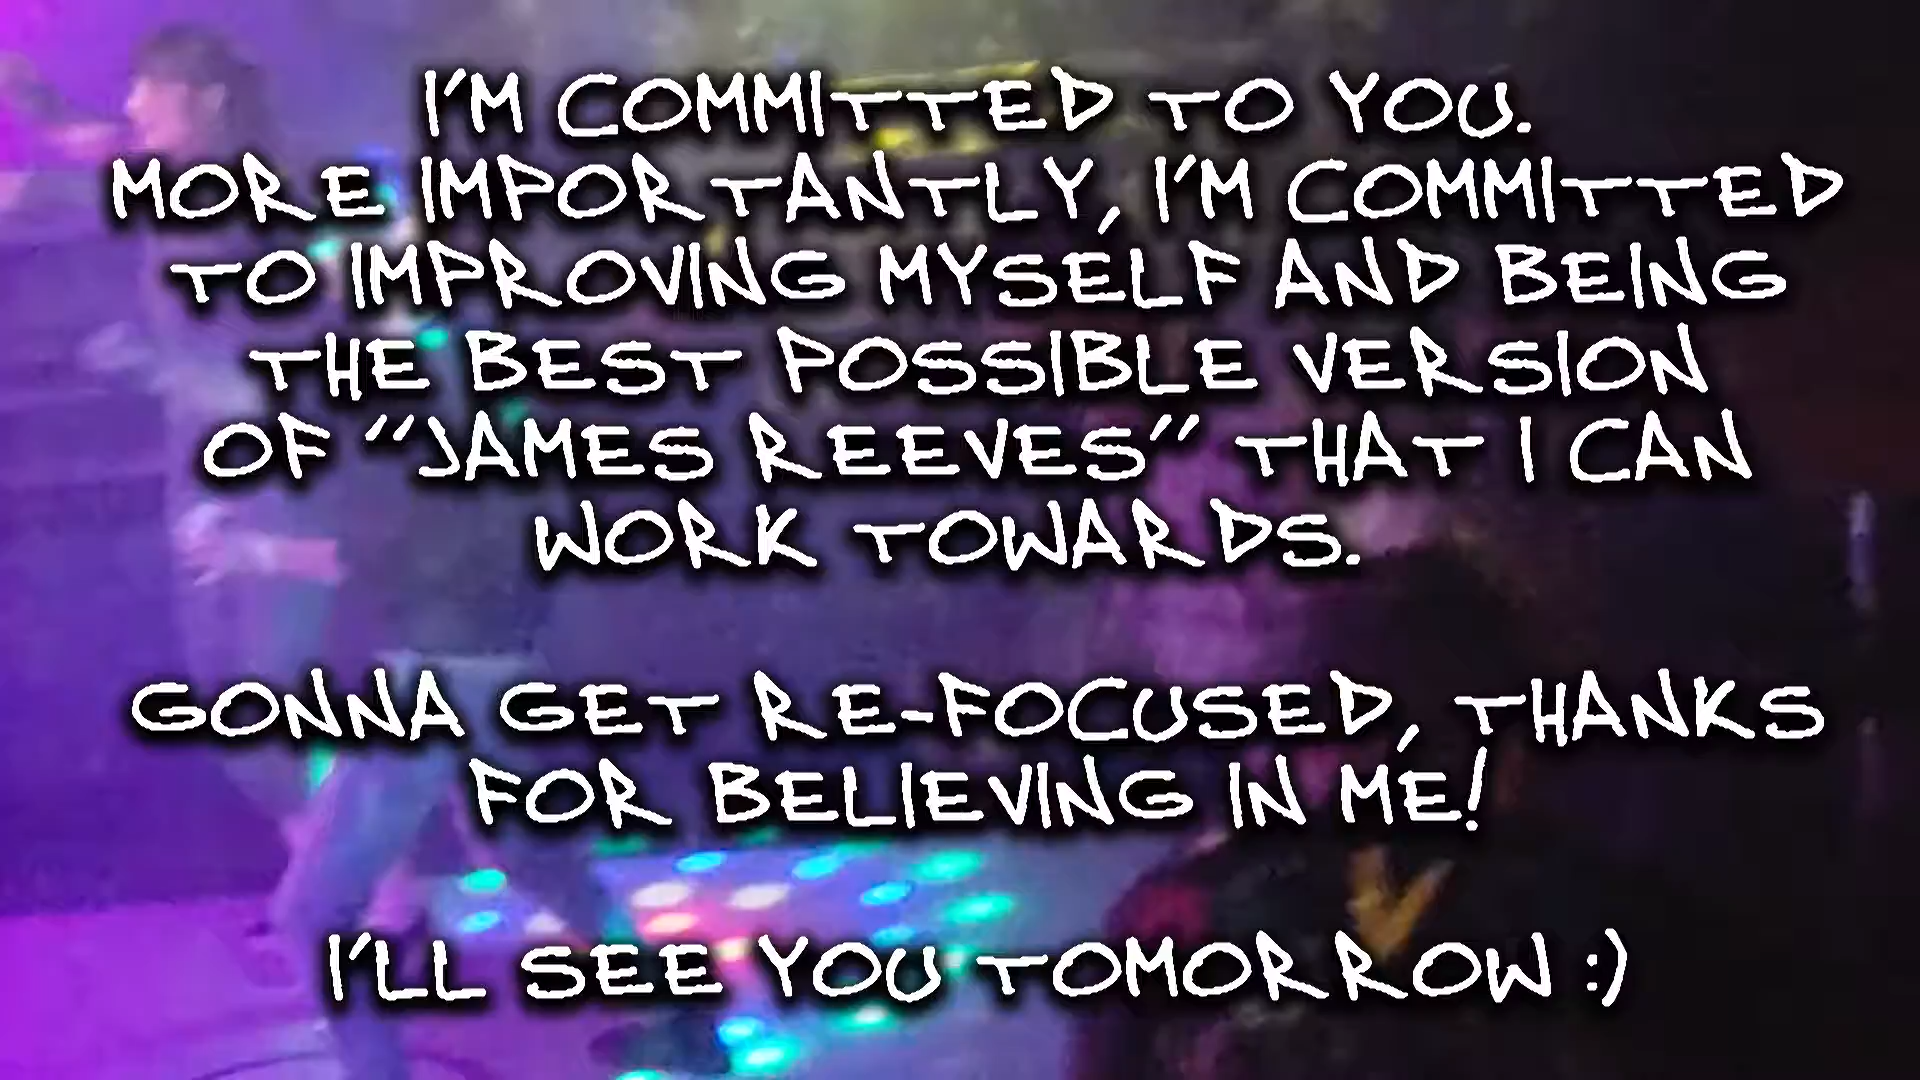 I'M COMMITTED TO YOU.
MORE IMPORTANTLY, I'M COMMITTED
TO IMPROVING MYSELF AND BEING
THE BEST POSSIBLE VERSION
OF "JAMES REEVES" THAT I CAN
WORK TOWARDS.
GONNA GET RE-FOCUSED, THANKS
FOR BELIEVING IN ME!
I'LL SEE YOU TOMORROW :)